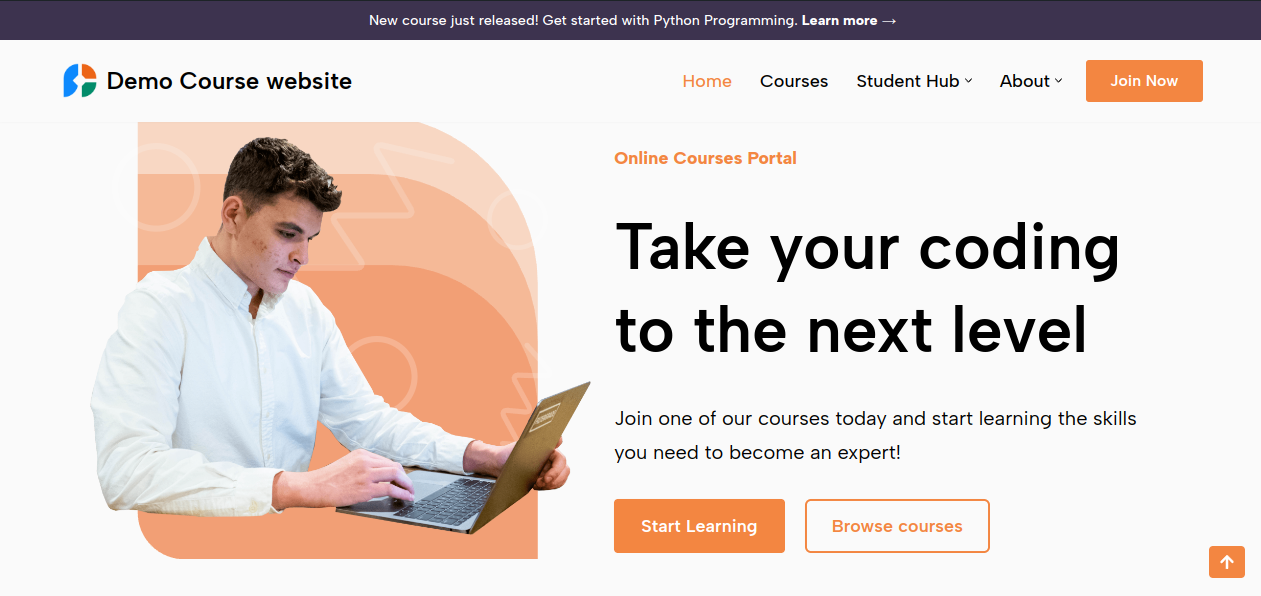 New course just released! Get started with Python Programming. Learn more →
Demo Course website
Home
Courses
Student Hub
About
Join Now
Online Courses Portal
Take your coding
to the next level
Join one of our courses today and start learning the skills
you need to become an expert!
Start Learning
Browse courses